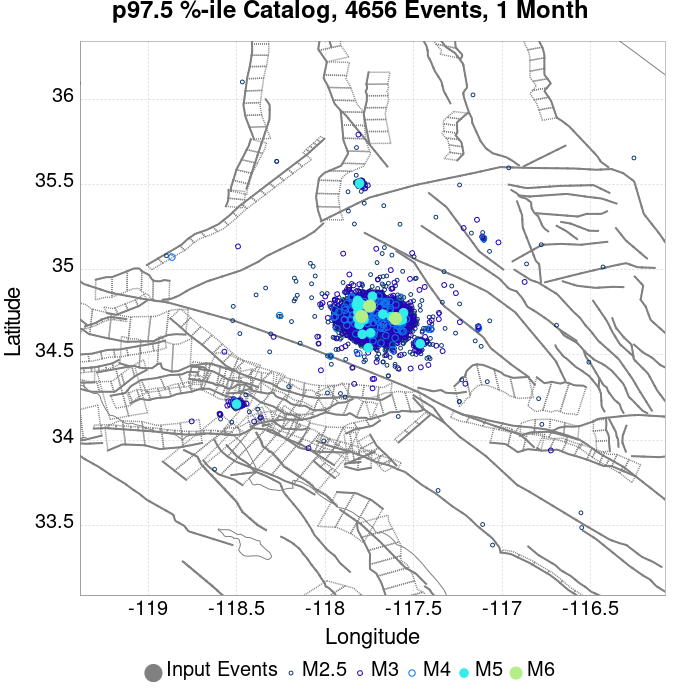 p97.5 %-ile Catalog, 4656 Events, 1 Month
36
35.5
35
34.5
34
33.5
Latitude
-119 -118.5 -118 -117.5 -117 -116.5
Longitude
Input Events M2.5 M3 M4 M5 M6